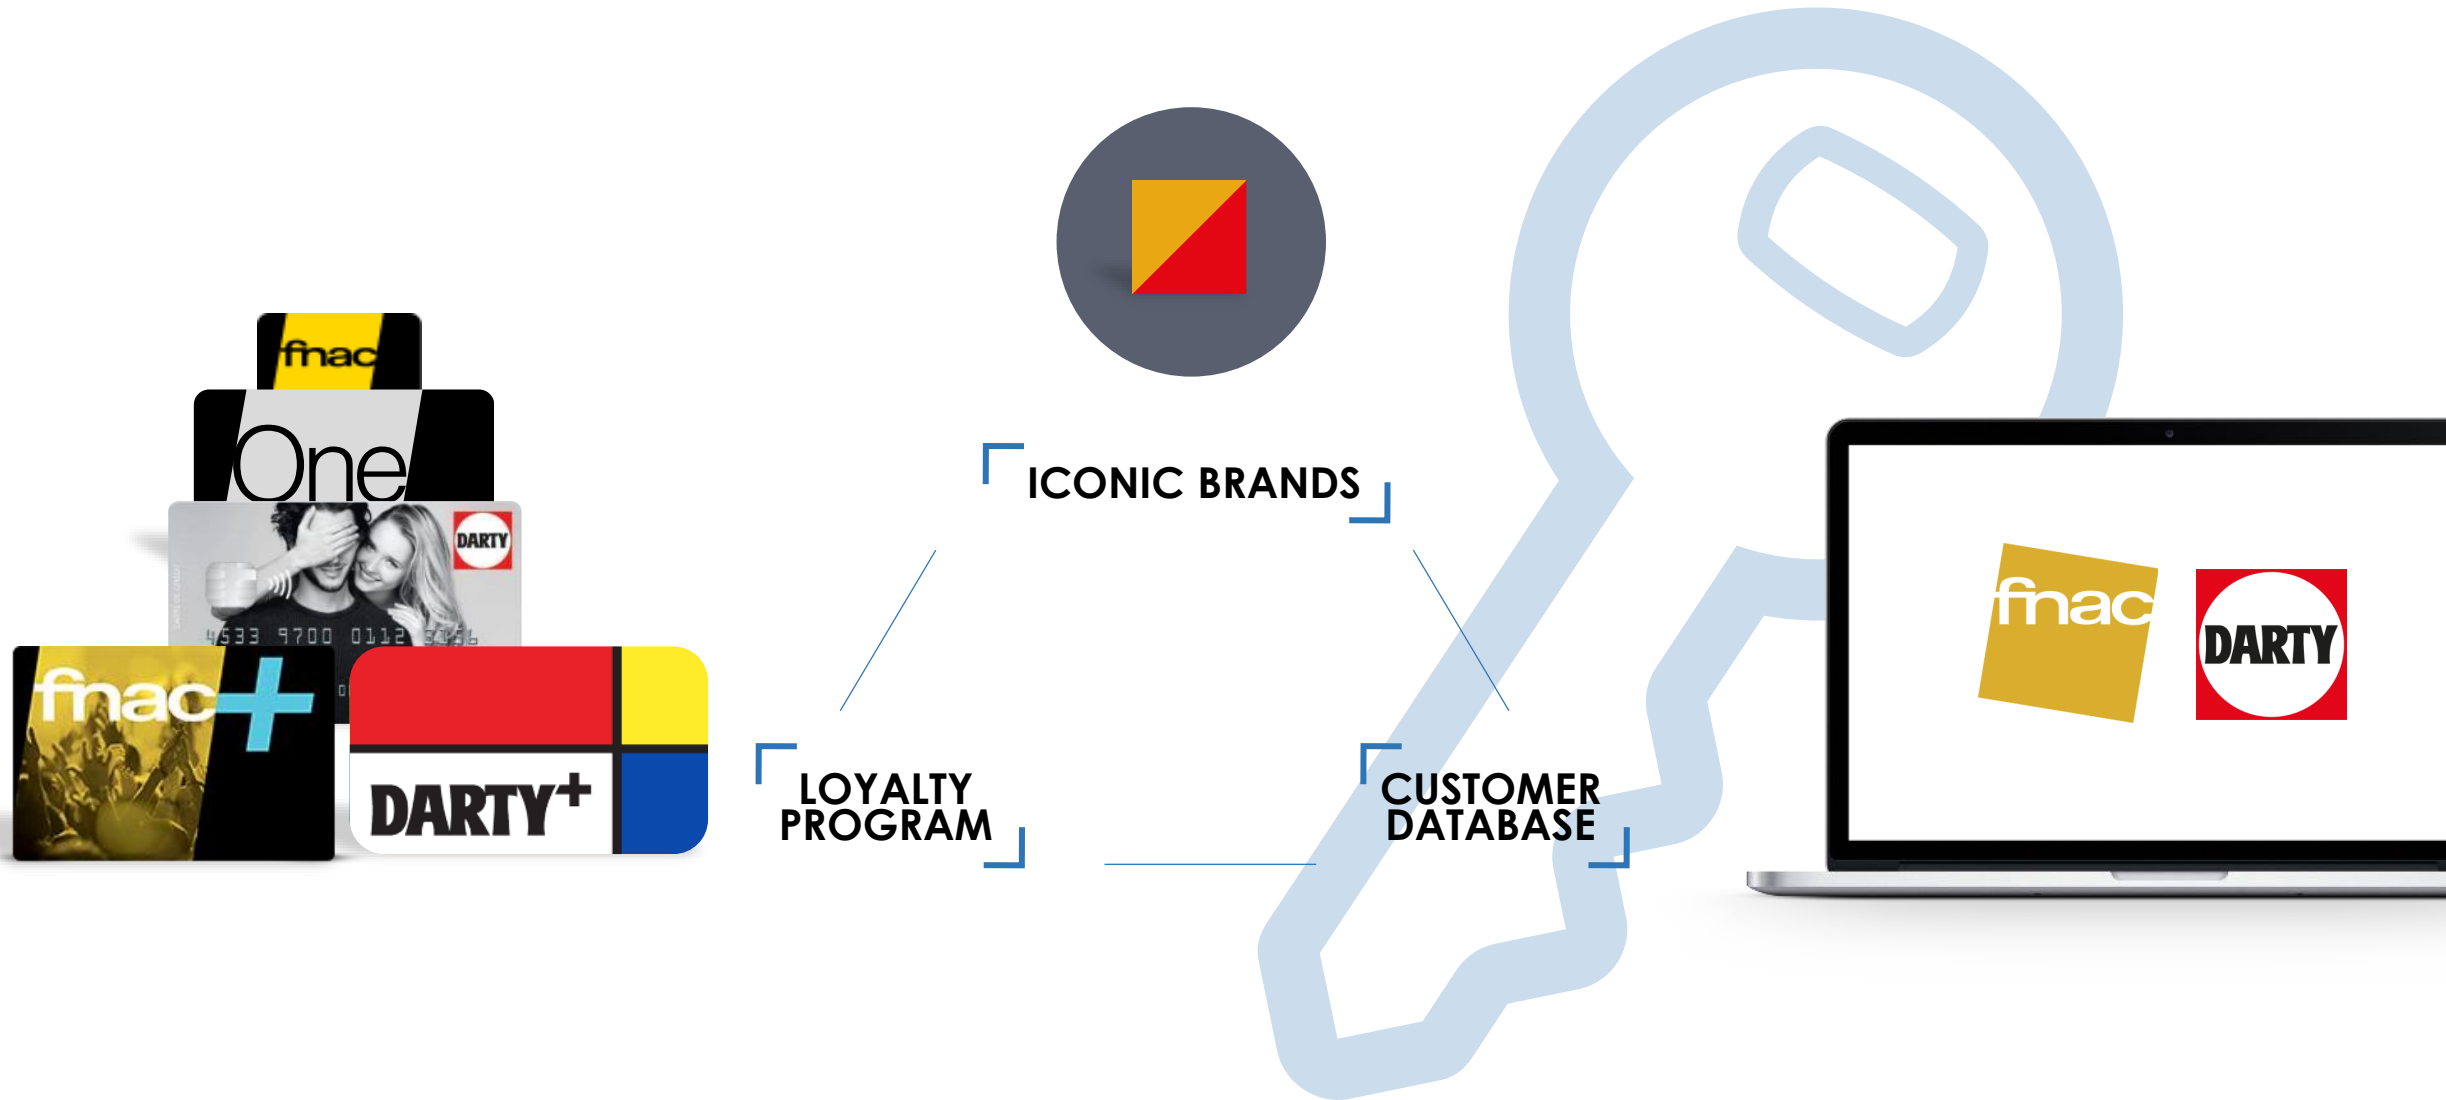 fnac
One
DARTY
4533 9700 0112
fnac+
DARTY+
ICONIC BRANDS
LOYALTY
PROGRAM
CUSTOMER
DATABASE
fnac
DARTY